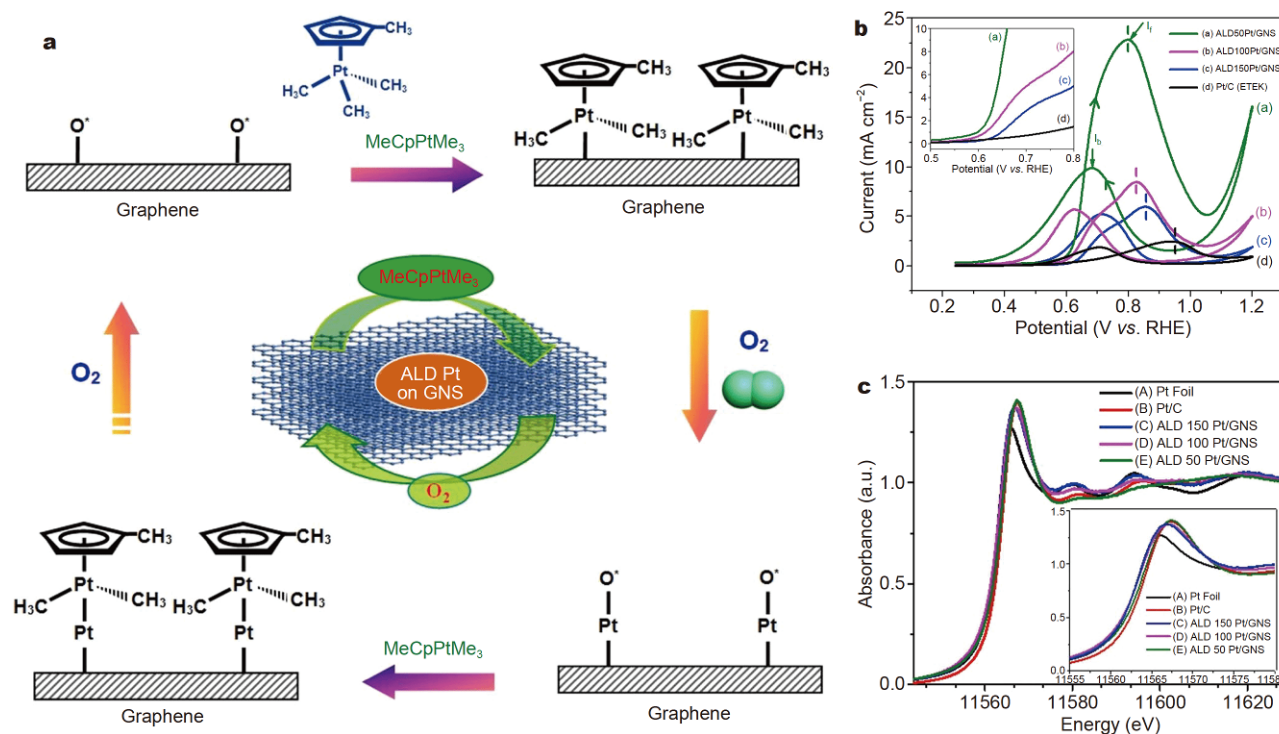 a
CH₃
Pt
H₃C
CH₃
H₃C
O*
O*
MeCpPtMe₃
Graphene
CH₃
CH₃
Pt
Pt
H₃C
CH₃
H₃C
CH₃
Graphene
O₂
MeCpPtMe₃
ALD Pt
on GNS
O₂
O₂
CH₃
CH₃
Pt
Pt
H₃C
CH₃
H₃C
CH₃
Pt
Pt
Graphene
MeCpPtMe₃
O*
O*
Pt
Pt
Graphene
b
Current (mA cm⁻²)
25
20
15
10
5
0
0.2 0.4 0.6 0.8 1.0 1.2
Potential (V vs. RHE)
(a) ALD50Pt/GNS
(b) ALD100Pt/GNS
(c) ALD150Pt/GNS
(d) Pt/C (ETEK)
If
Ib
(a)
(b)
(c)
(d)
10
8
6
4
2
0
(a)
(b)
(c)
(d)
0.5 0.6 0.7 0.8
Potential (V vs. RHE)
c
Absorbance (a.u.)
1.5
1.0
0.5
0.0
11560 11580 11600 11620
Energy (eV)
(A) Pt Foil
(B) Pt/C
(C) ALD 150 Pt/GNS
(D) ALD 100 Pt/GNS
(E) ALD 50 Pt/GNS
1.5
1.0
0.5
0.0
(A) Pt Foil
(B) Pt/C
(C) ALD 150 Pt/GNS
(D) ALD 100 Pt/GNS
(E) ALD 50 Pt/GNS
11555 11560 11565 11570 11575 1158